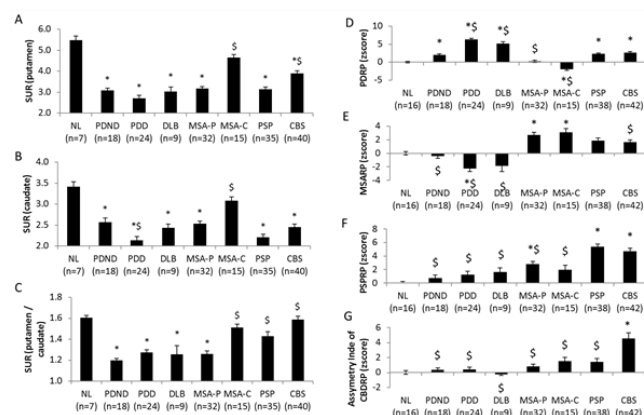 A
SUR (putamen)
6.0
5.0
4.0
3.0
2.0
1.0
* * * * $ * *$
NL PDND PDD DLB MSA-P MSA-C PSP CBS
(n=7) (n=18) (n=24) (n=9) (n=32) (n=15) (n=35) (n=40)
B
SUR (caudate)
4.0
3.5
3.0
2.5
2.0
* *$ * * $ * *
NL PDND PDD DLB MSA-P MSA-C PSP CBS
(n=7) (n=18) (n=24) (n=9) (n=32) (n=15) (n=35) (n=40)
C
SUR (putamen /
caudate)
1.8
1.6
1.4
1.2
1.0
* * * * $ $ $
NL PDND PDD DLB MSA-P MSA-C PSP CBS
(n=7) (n=18) (n=24) (n=9) (n=32) (n=15) (n=35) (n=40)
D
PDRP (zscore)
10
5
0
-5
* *$ *$ $ *$ * *
NL PDND PDD DLB MSA-P MSA-C PSP CBS
(n=16) (n=18) (n=24) (n=9) (n=32) (n=15) (n=38) (n=42)
E
MSARP (zscore)
4
2
0
-2
-4
$ *$ $ * * $
NL PDND PDD DLB MSA-P MSA-C PSP CBS
(n=16) (n=18) (n=24) (n=9) (n=32) (n=15) (n=38) (n=42)
F
PSPRP (zscore)
8
6
4
2
0
$ $ $ *$ $ * *
NL PDND PDD DLB MSA-P MSA-C PSP CBS
(n=16) (n=18) (n=24) (n=9) (n=32) (n=15) (n=38) (n=42)
G
Assymetry Inde of
CBDRP (zscore)
6
4
2
0
$ $ $ $ $ $ *
NL PDND PDD DLB MSA-P MSA-C PSP CBS
(n=16) (n=18) (n=24) (n=9) (n=32) (n=15) (n=38) (n=42)